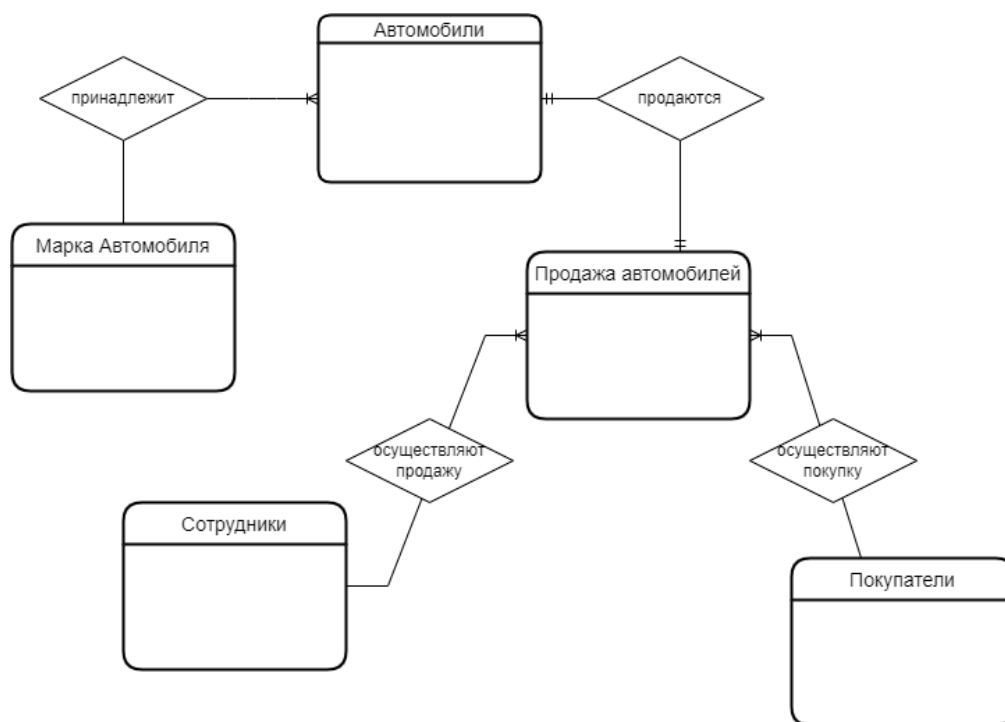 Автомобили
принадлежит
продаются
Марка Автомобиля
Продажа автомобилей
осуществляют
продажу
осуществляют
покупку
Сотрудники
Покупатели